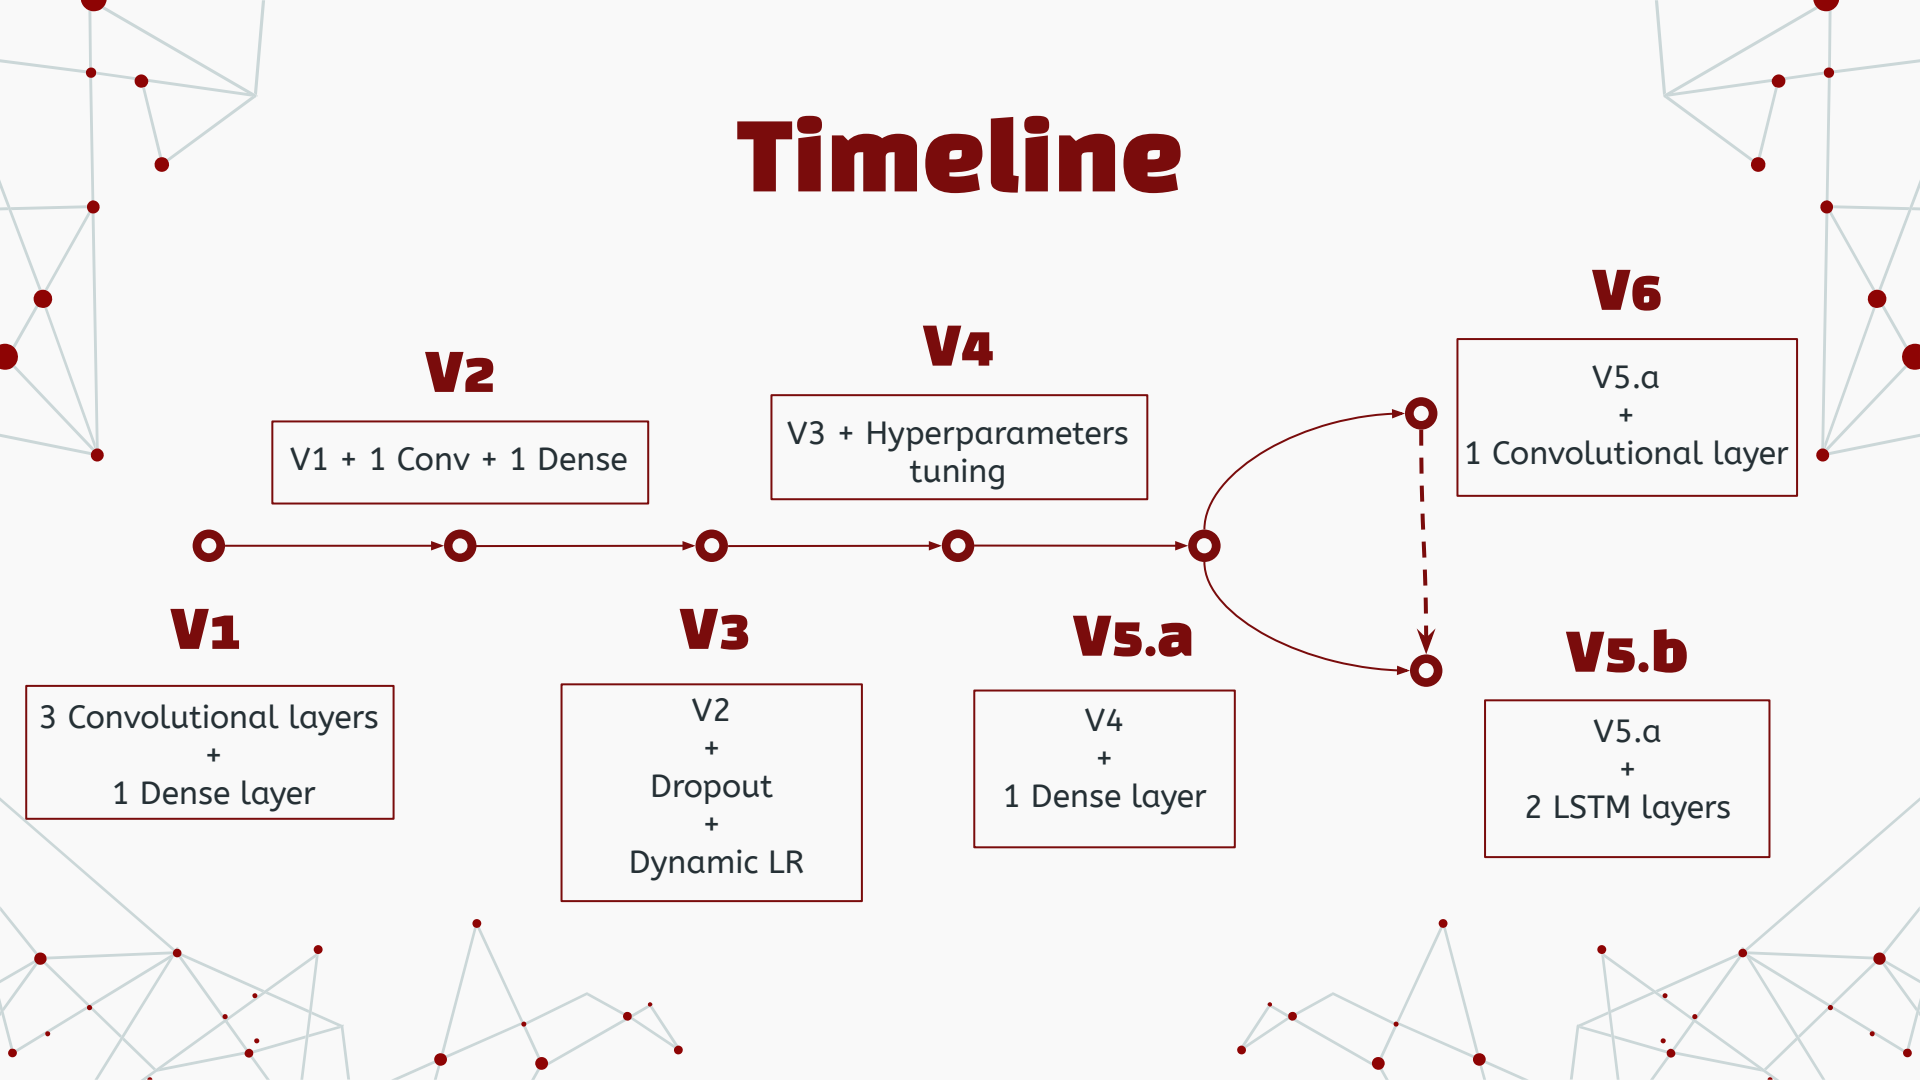 Timeline
V1
3 Convolutional layers
+
1 Dense layer
V2
V1 + 1 Conv + 1 Dense
V3
V2
+
Dropout
+
Dynamic LR
V4
V3 + Hyperparameters
tuning
V5.a
V4
+
1 Dense layer
V6
V5.a
+
1 Convolutional layer
V5.b
V5.a
+
2 LSTM layers